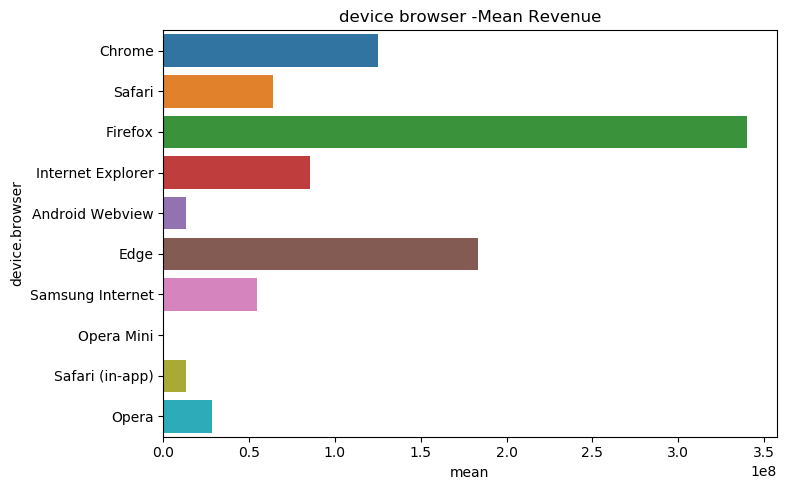 device browser -Mean Revenue
device.browser
Chrome
Safari
Firefox
Internet Explorer
Android Webview
Edge
Samsung Internet
Opera Mini
Safari (in-app)
Opera
0.0 0.5 1.0 1.5 2.0 2.5 3.0 3.5
1e8
mean